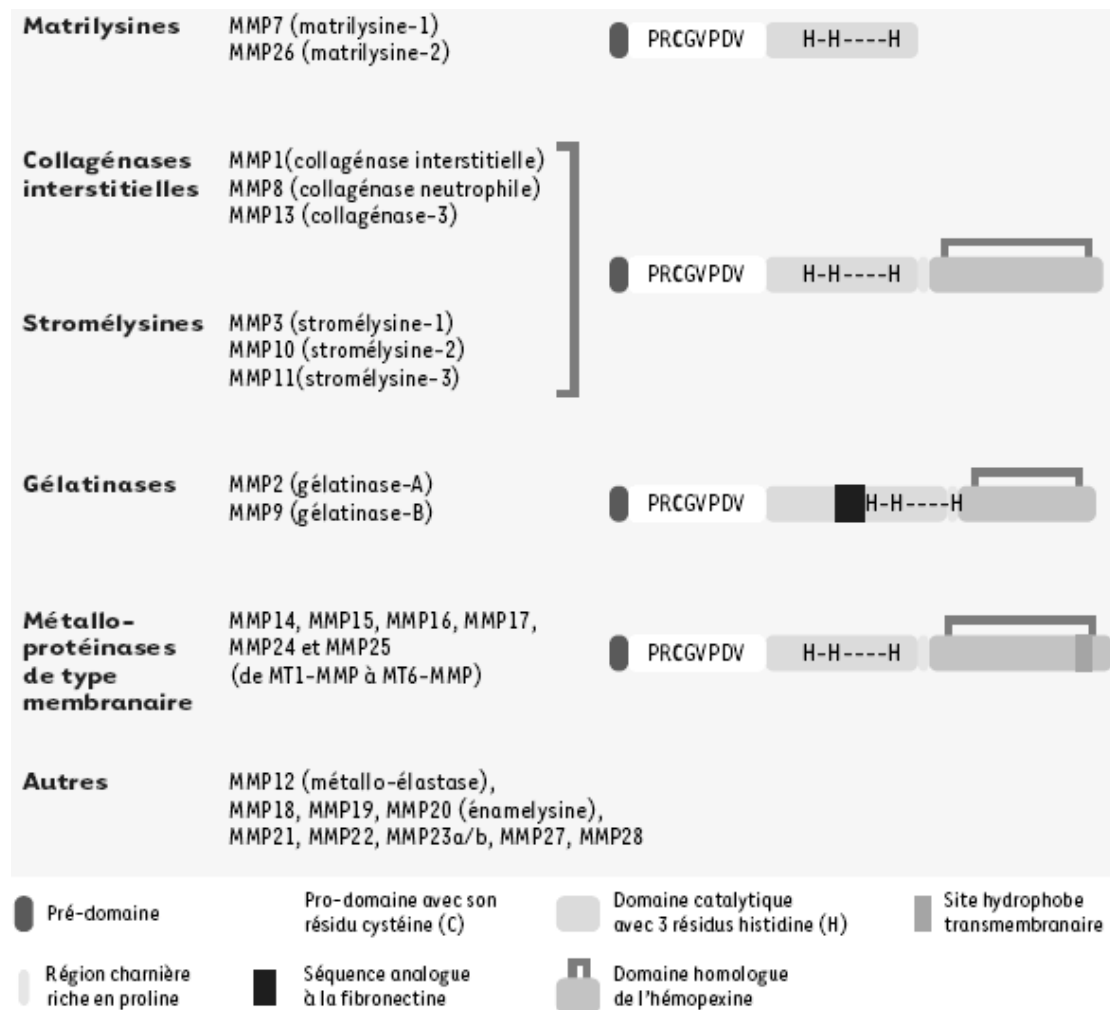 Matrilysines
MMP7 (matrilysine-1)
MMP26 (matrilysine-2)
PRCGVPDV H-H----H
Collagénases
interstitielles
MMP1(collagénase interstitielle)
MMP8 (collagénase neutrophile)
MMP13 (collagénase-3)
PRCGVPDV H-H----H
Stromélysines
MMP3 (stromélysine-1)
MMP10 (stromélysine-2)
MMP11(stromélysine-3)
Gélatinases
MMP2 (gélatinase-A)
MMP9 (gélatinase-B)
PRCGVPDV H-H----H
Métallo-
protéinases
de type
membranaire
MMP14, MMP15, MMP16, MMP17,
MMP24 et MMP25
(de MT1-MMP à MT6-MMP)
PRCGVPDV H-H----H
Autres
MMP12 (métallo-élastase),
MMP18, MMP19, MMP20 (énamelysine),
MMP21, MMP22, MMP23a/b, MMP27, MMP28
Pré-domaine
Pro-domaine avec son
résidu cystéine (C)
Domaine catalytique
avec 3 résidus histidine (H)
Site hydrophobe
transmembranaire
Région charnière
riche en proline
Séquence analogue
à la fibronectine
Domaine homologue
de l'hémopexine